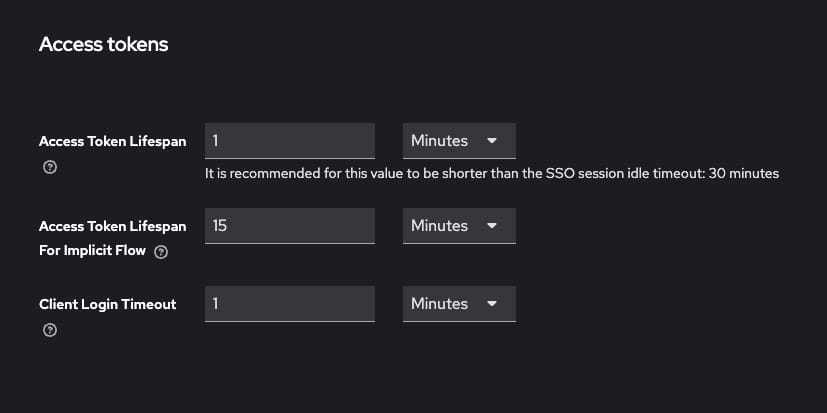 Access tokens
Access Token Lifespan
1
Minutes
It is recommended for this value to be shorter than the SSO session idle timeout: 30 minutes
Access Token Lifespan
For Implicit Flow
15
Minutes
Client Login Timeout
1
Minutes